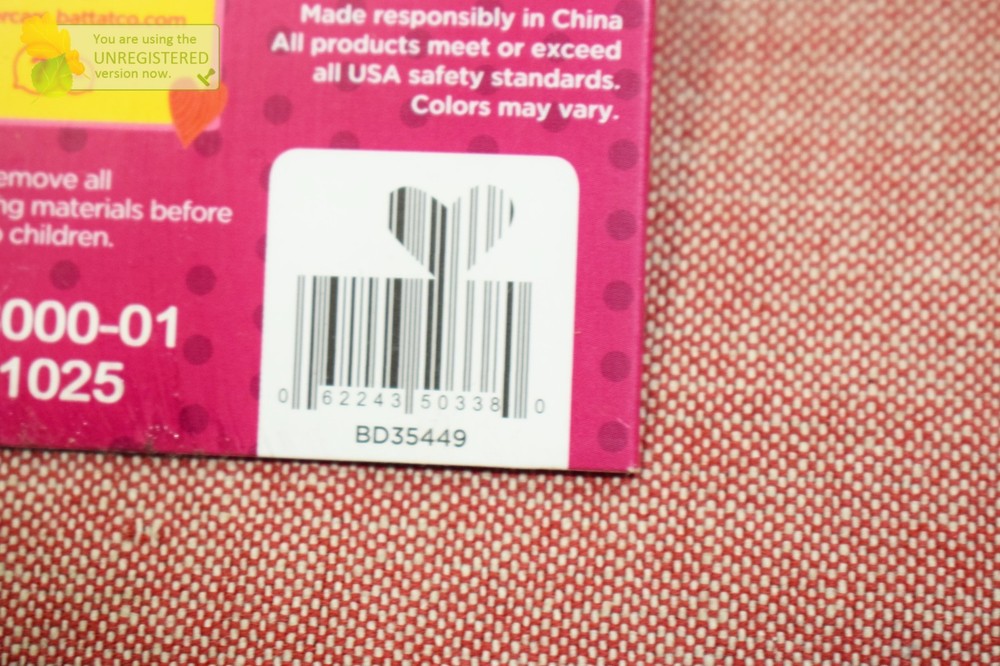 battatco.com
You are using the
UNREGISTERED
version now.
Made responsibly in China
All products meet or exceed
all USA safety standards.
Colors may vary.
emove all
ng materials before
children.
000-01
1025
0 62243 50338 0
BD35449